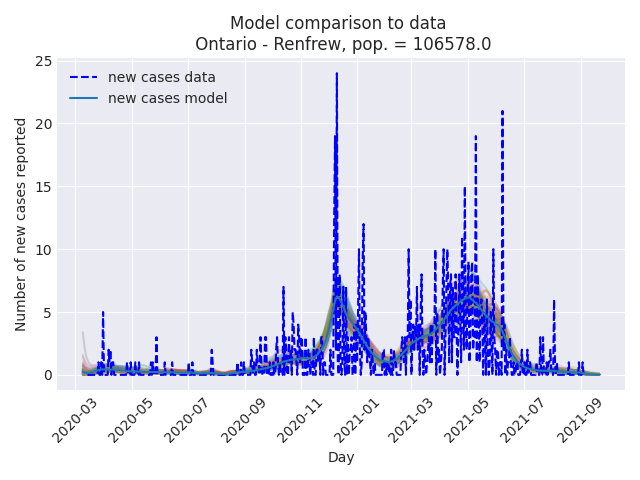 Model comparison to data
Ontario - Renfrew, pop. = 106578.0
new cases data
new cases model
Number of new cases reported
25
20
15
10
5
0
2020-03
2020-05
2020-07
2020-09
2020-11
2021-01
2021-03
2021-05
2021-07
2021-09
Day